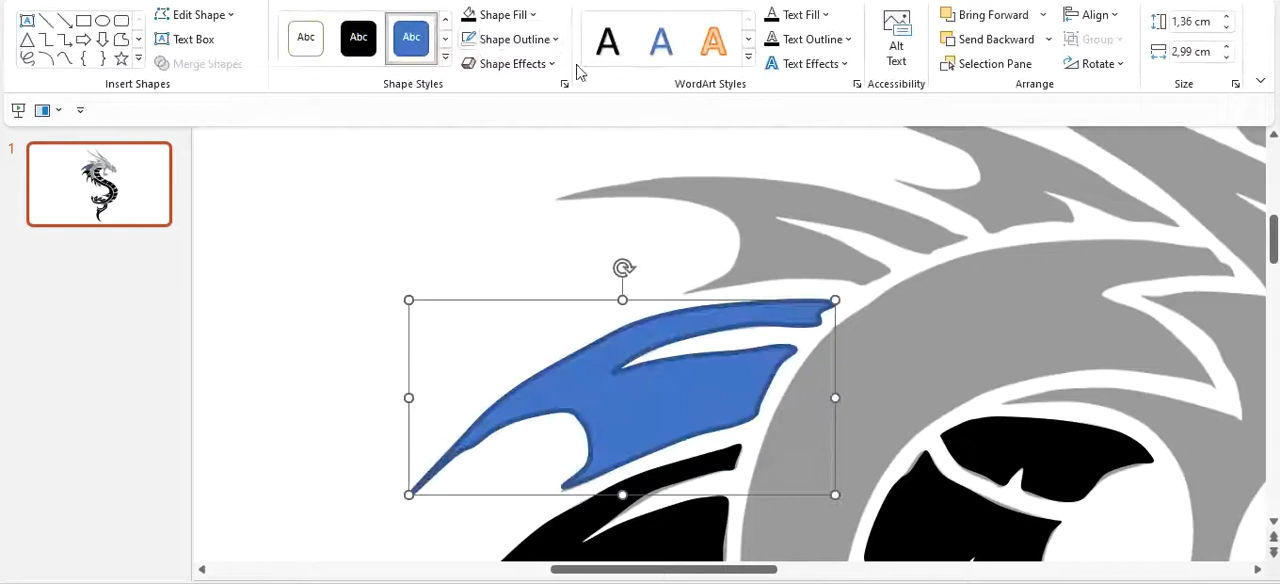 Edit Shape
Text Box
Merge Shapes
Insert Shapes
Abc
Abc
Abc
Shape Fill
Shape Outline
Shape Effects
Shape Styles
A
A
A
Text Fill
Text Outline
Text Effects
WordArt Styles
Alt
Text
Accessibility
Bring Forward
Send Backward
Selection Pane
Align
Group
Rotate
Arrange
1,36 cm
2,99 cm
Size
1